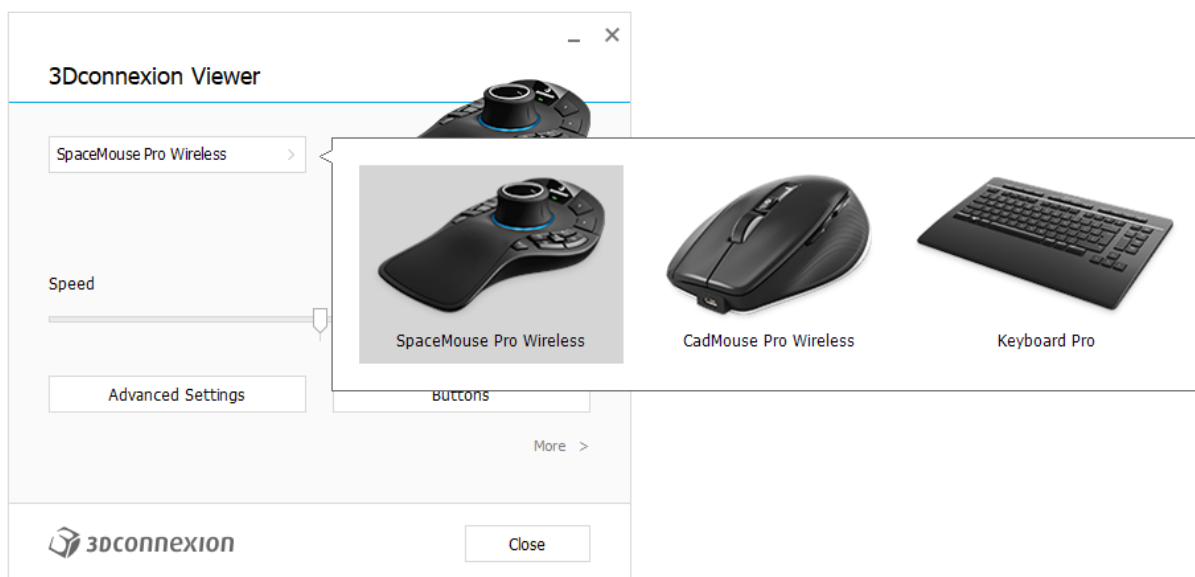 3Dconnexion Viewer
SpaceMouse Pro Wireless >
SpaceMouse Pro Wireless
CadMouse Pro Wireless
Keyboard Pro
Speed
Advanced Settings
Buttons
More >
3DCONNEXION
Close